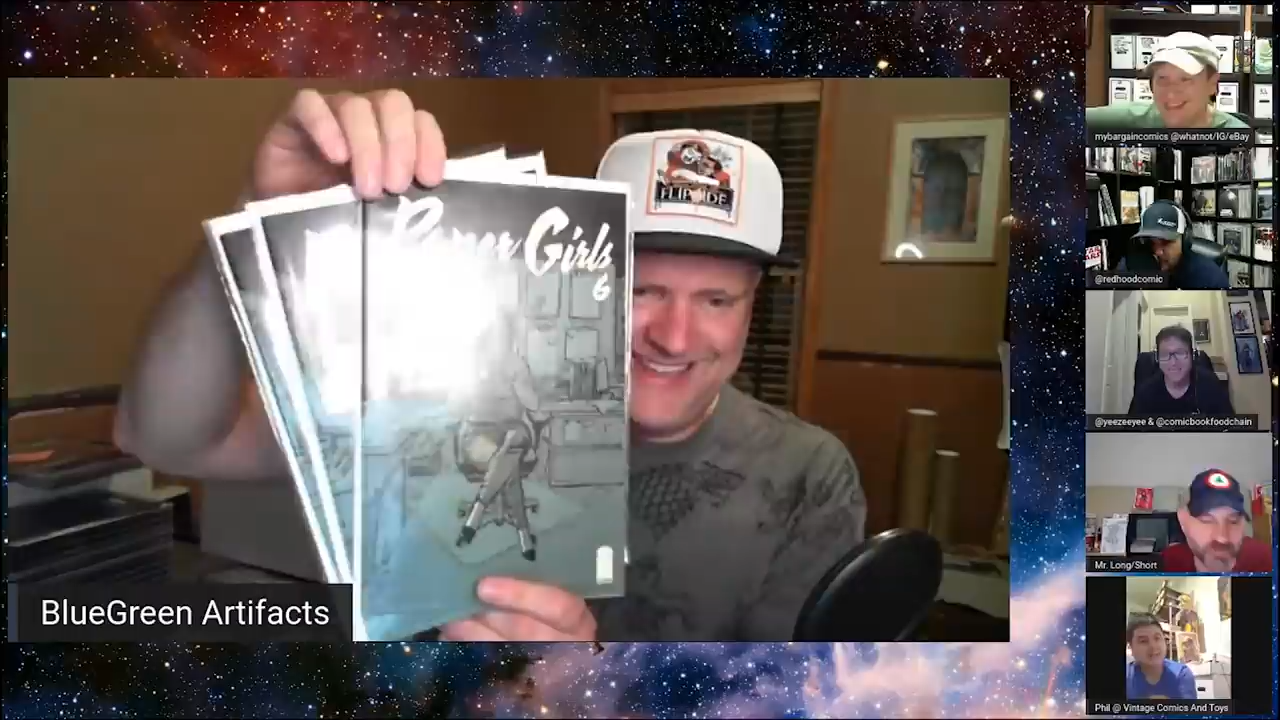 Paper Girls
6
FLIPSIDE
BlueGreen Artifacts
mybargaincomics @whatnot/IG/eBay
@redhoodcomic
@yeezeeyee & @comicbookfoodchain
Mr. Long/Short
Phil @ Vintage Comics And Toys